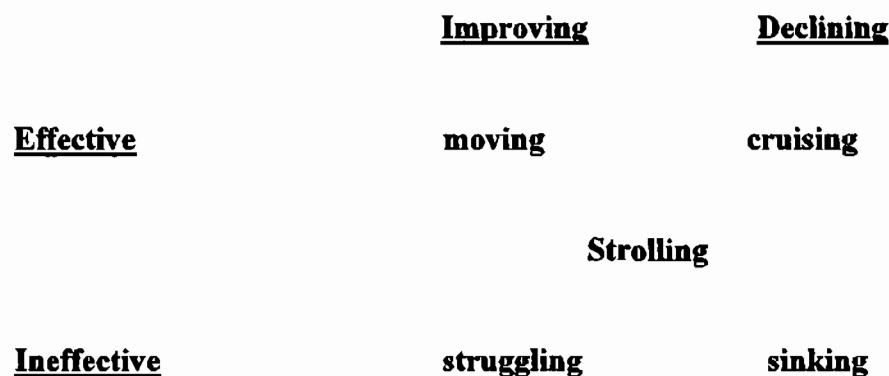 Improving Declining
Effective moving cruising
Strolling
Ineffective struggling sinking